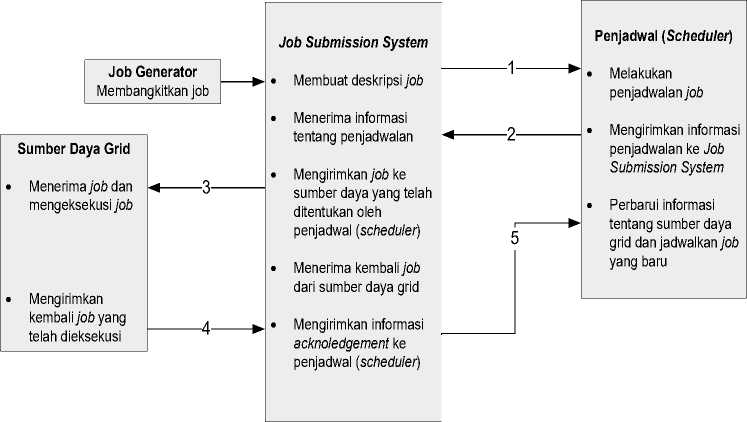 Job Generator
Membangkitkan job
Sumber Daya Grid
• Menerima job dan
mengeksekusi job
• Mengirimkan
kembali job yang
telah dieksekusi
Job Submission System
• Membuat deskripsi job
• Menerima informasi
tentang penjadwalan
• Mengirimkan job ke
sumber daya yang telah
ditentukan oleh
penjadwal (scheduler)
• Menerima kembali job
dari sumber daya grid
• Mengirimkan informasi
acknoledgement ke
penjadwal (scheduler)
1
2
3
4
5
Penjadwal (Scheduler)
• Melakukan
penjadwalan job
• Mengirimkan informasi
penjadwalan ke Job
Submission System
• Perbarui informasi
tentang sumber daya
grid dan jadwalkan job
yang baru